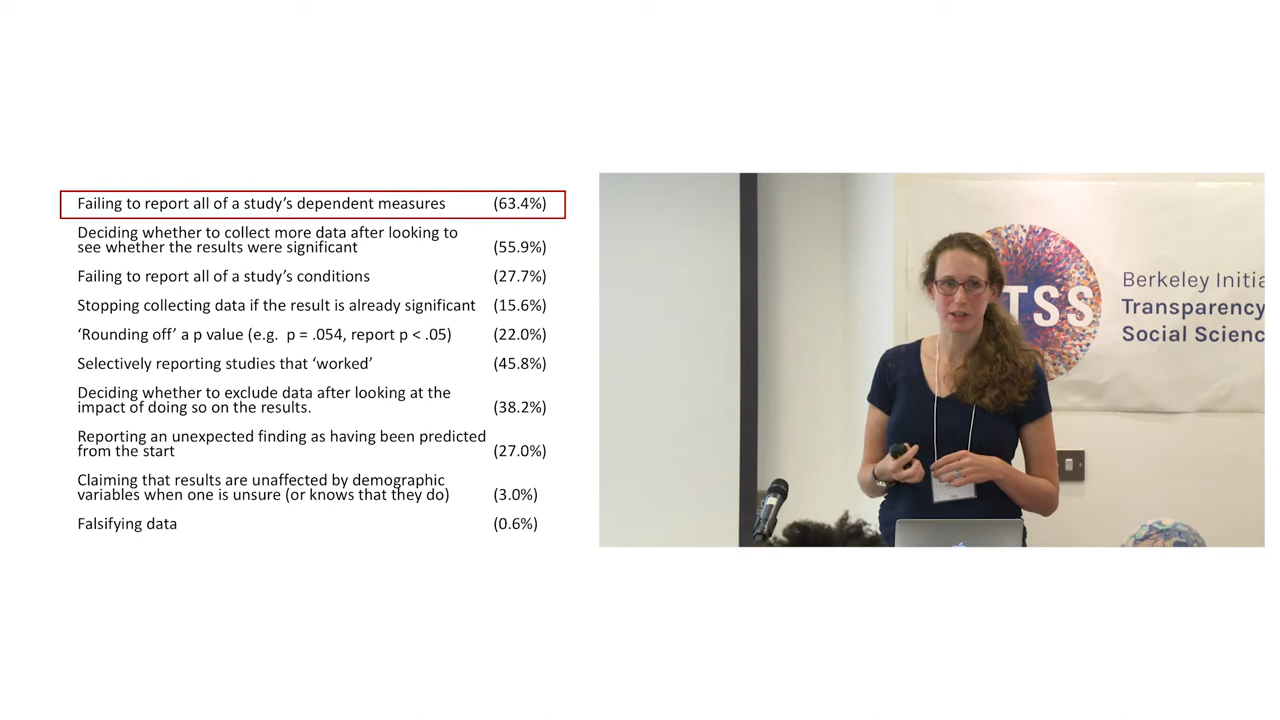 Failing to report all of a study's dependent measures (63.4%)
Deciding whether to collect more data after looking to
see whether the results were significant (55.9%)
Failing to report all of a study's conditions (27.7%)
Stopping collecting data if the result is already significant (15.6%)
‘Rounding off’ a p value (e.g.  p = .054, report p < .05) (22.0%)
Selectively reporting studies that ‘worked’ (45.8%)
Deciding whether to exclude data after looking at the
impact of doing so on the results. (38.2%)
Reporting an unexpected finding as having been predicted
from the start (27.0%)
Claiming that results are unaffected by demographic
variables when one is unsure (or knows that they do) (3.0%)
Falsifying data (0.6%)
TSS
Berkeley Initia
Transparency
Social Scienc